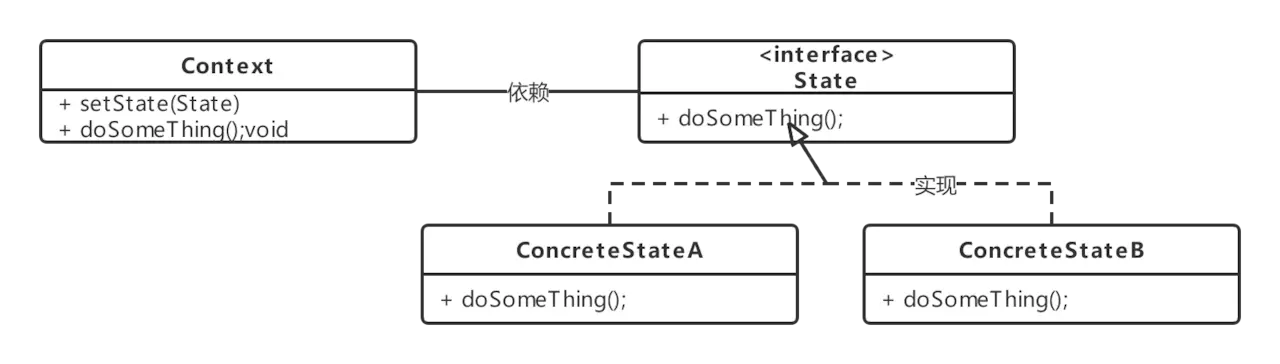 Context
+ setState(State)
+ doSomeThing();void
依赖
<interface>
State
+ doSomeThing();
实现
ConcreteStateA
+ doSomeThing();
ConcreteStateB
+ doSomeThing();